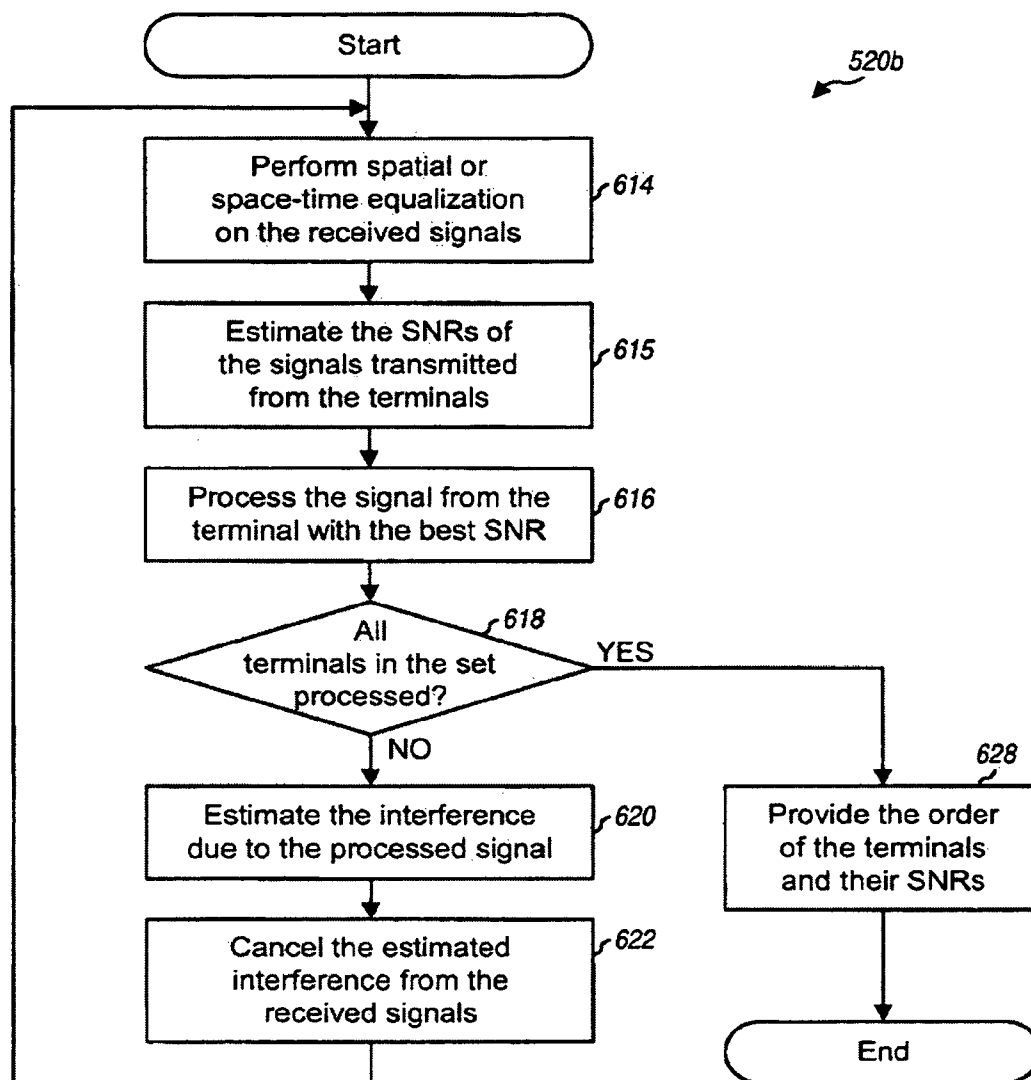 Start
520b
Perform spatial or
space-time equalization
on the received signals
614
Estimate the SNRs of
the signals transmitted
from the terminals
615
Process the signal from the
terminal with the best SNR
616
All
terminals in the set
processed?
618
YES
NO
Estimate the interference
due to the processed signal
620
Cancel the estimated
interference from the
received signals
622
628
Provide the order
of the terminals
and their SNRs
End